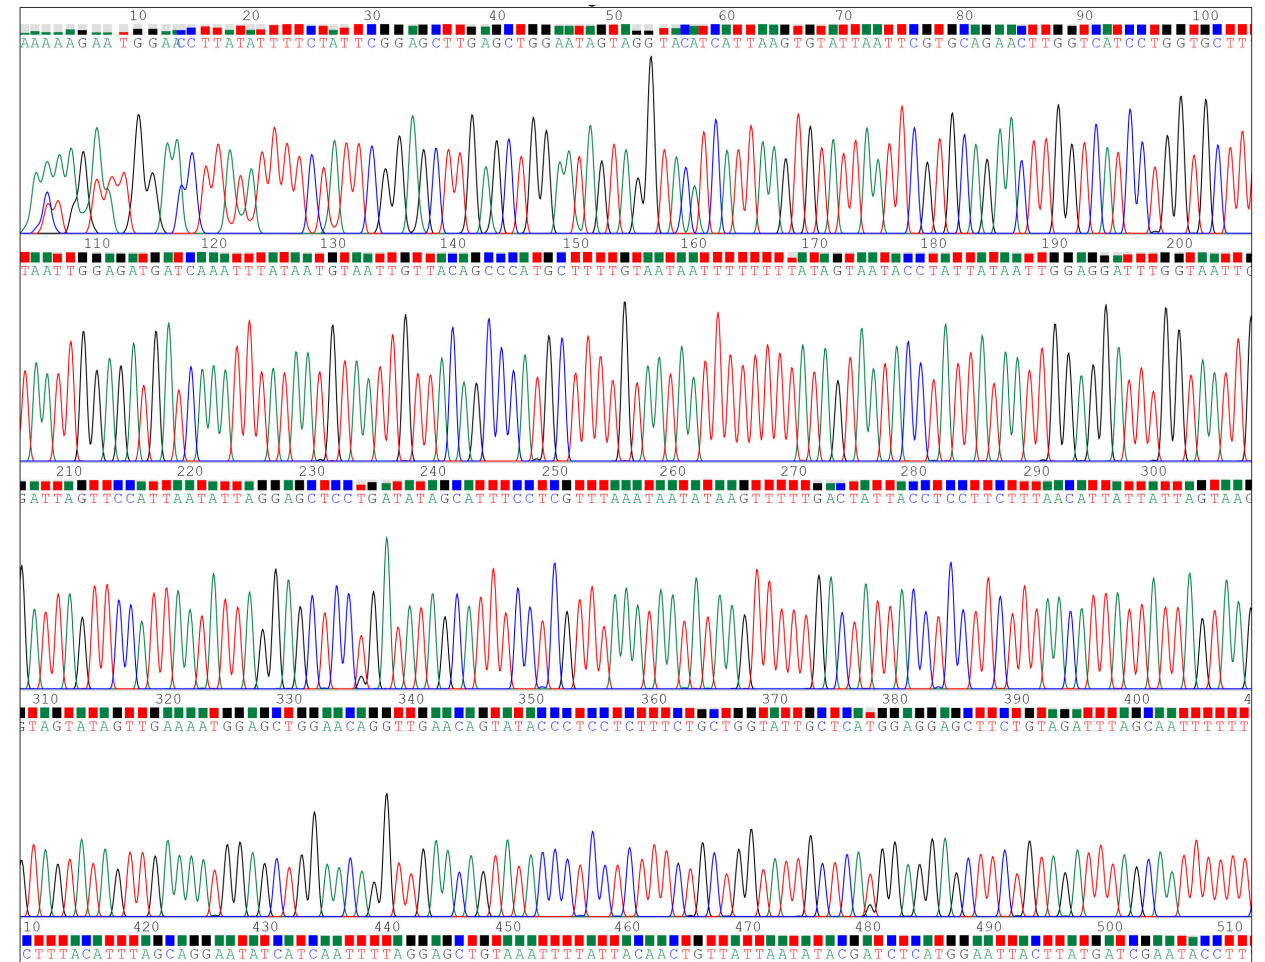 10 20 30 40 50 60 70 80 90 100
AAAAAGAA TGGAACCTTATATTTTCTATTCGGAGCTTGAGCTGGAATAGTAGG TACATCATTAAGTGTATTAATTCGTGCAGAACTTGGTCATCCTGGTGCTT
110 120 130 140 150 160 170 180 190 200
TAATTGGAGATGATCAAATTTATAATGTAATTGTTACAGCCCATGCTTTTGTAATAATTTTTTTTATAGTAATACCTATTATAATTGGAGGATTTGGTAATTG
210 220 230 240 250 260 270 280 290 300
GATTAGTTCCATTAATATTAGGAGCTCCTGATATAGCATTTCCTCGTTTAAATAATATAAGTTTTTGACTATTACCTCCTTCTTTAACATTATTATTAGTAAG
310 320 330 340 350 360 370 380 390 400 4
GTAGTATAGTTGAAAATGGAGCTGGAACAGGTTGAACAGTATACCCTCCTCTTTCTGCTGGTATTGCTCATGGAGGAGCTTCTGTAGATTTAGCAATTTTTT
10 420 430 440 450 460 470 480 490 500 510
CTTTACATTTAGCAGGAATATCATCAATTTTAGGAGCTGTAAATTTTATTACAACTGTTATTAATATACGATCTCATGGAATTACTTATGATCGAATACCTT